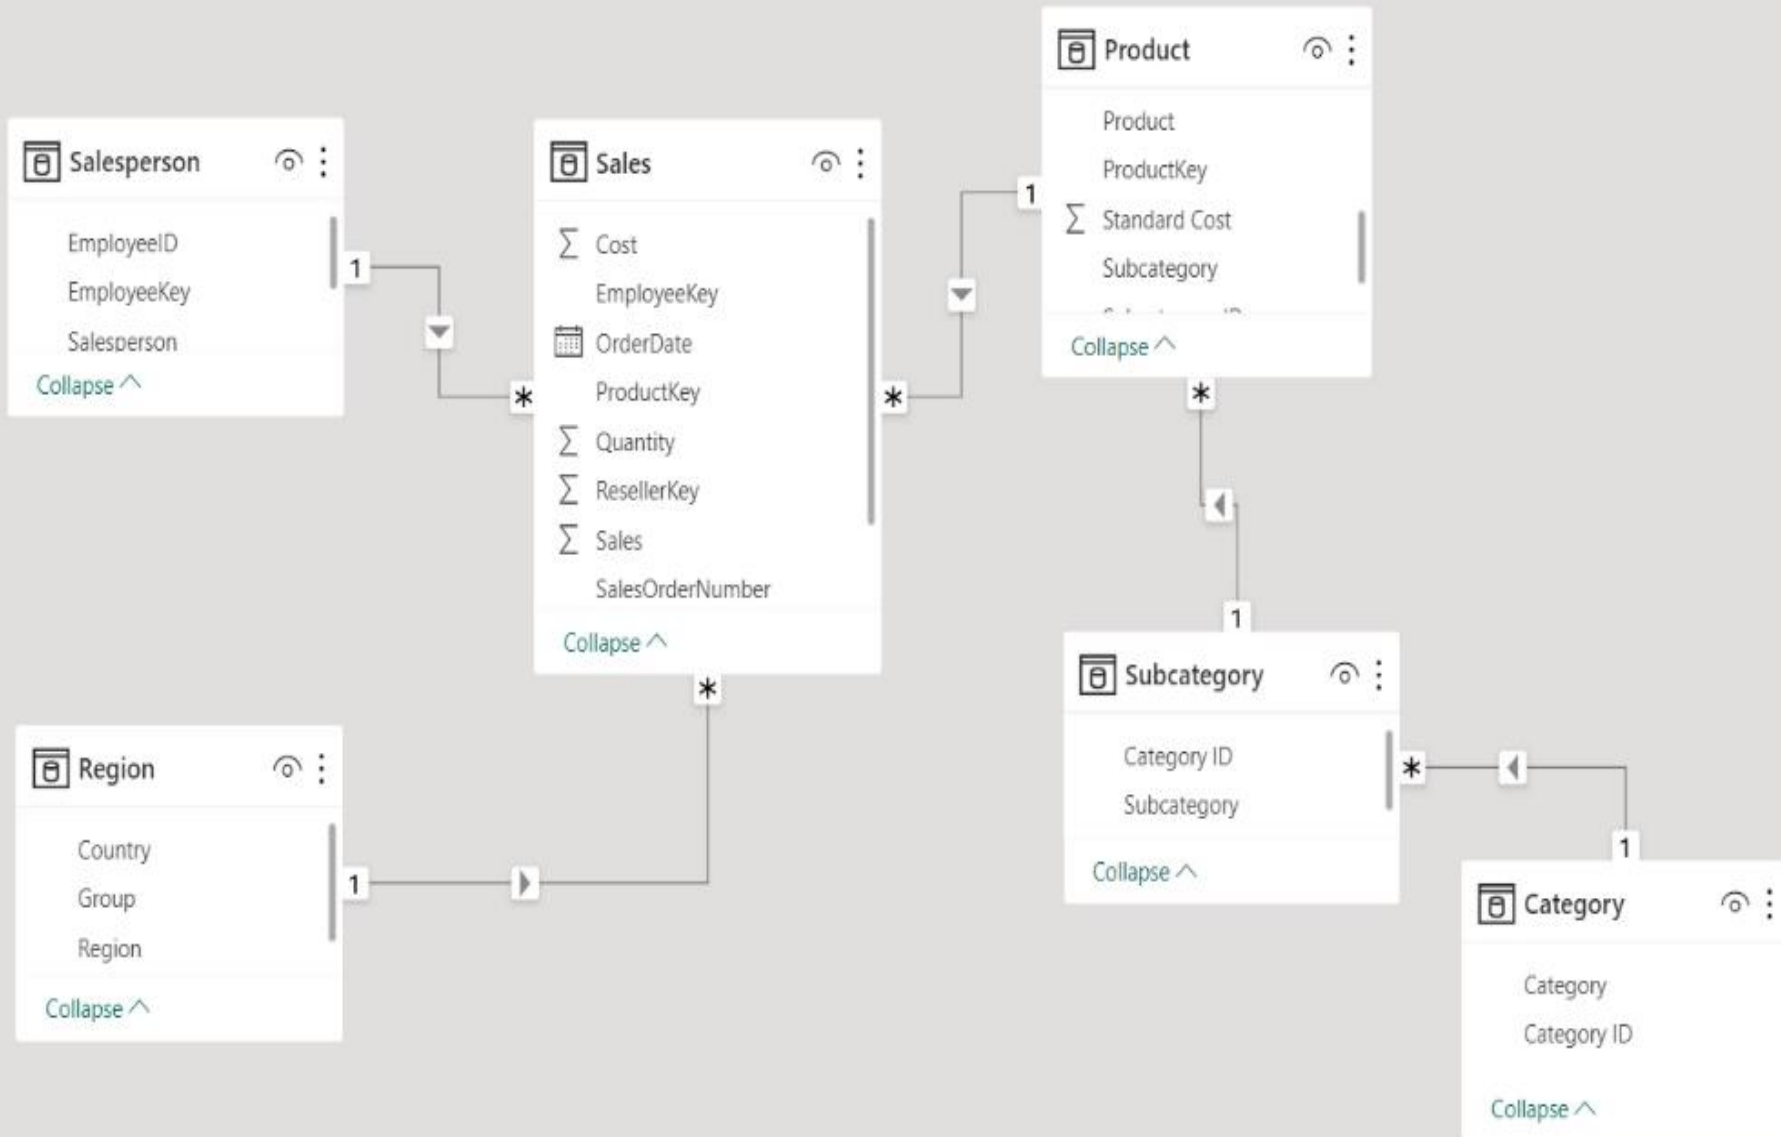 Product
Product
ProductKey
Standard Cost
Subcategory
Collapse
1
*
Salesperson
EmployeeID
EmployeeKey
Salesperson
Collapse
1
*
Sales
Cost
EmployeeKey
OrderDate
ProductKey
Quantity
ResellerKey
Sales
SalesOrderNumber
Collapse
*
*
1
Subcategory
Category ID
Subcategory
Collapse
*
1
Region
Country
Group
Region
Collapse
1
Category
Category
Category ID
Collapse